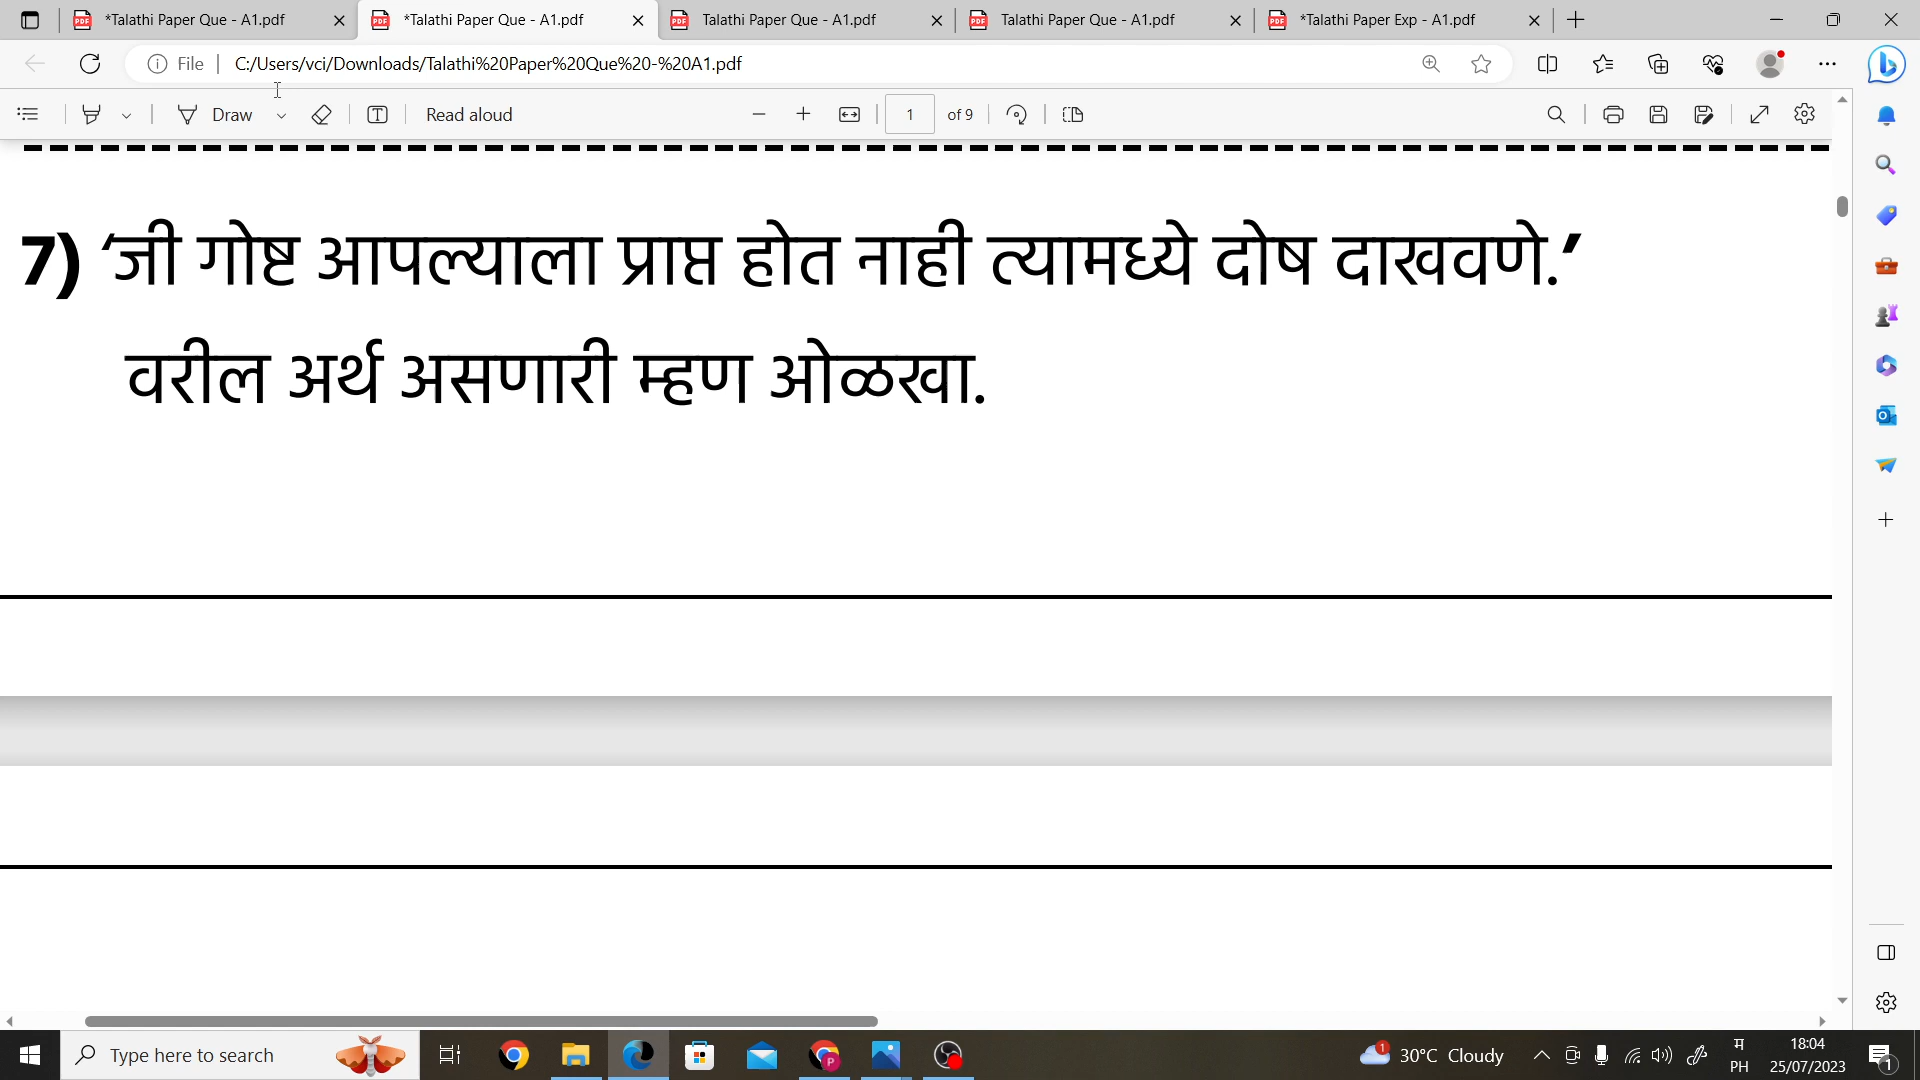 *Talathi Paper Que - A1.pdf
*Talathi Paper Que - A1.pdf
Talathi Paper Que - A1.pdf
Talathi Paper Que - A1.pdf
*Talathi Paper Exp - A1.pdf
File
C:/Users/vci/Downloads/Talathi%20Paper%20Que%20-%20A1.pdf
Draw
Read aloud
1
of 9
7) ‘जी गोष्ट आपल्याला प्राप्त होत नाही त्यामध्ये दोष दाखवणे.’
वरील अर्थ असणारी म्हण ओळखा.
Type here to search
1
30°C Cloudy
म
PH
18:04
25/07/2023
1